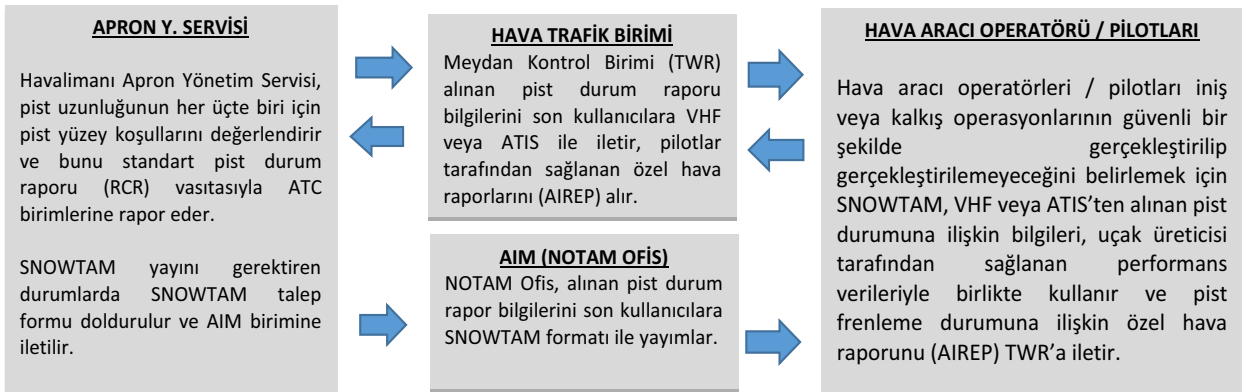 APRON Y. SERVİSİ
Havalimanı Apron Yönetim Servisi,
pist uzunluğunun her üçte biri için
pist yüzey koşullarını değerlendirir
ve bunu standart pist durum
raporu (RCR) vasıtasıyla ATC
birimlerine rapor eder.
SNOWTAM yayını gerektiren
durumlarda SNOWTAM talep
formu doldurulur ve AIM birimine
iletilir.
HAVA TRAFİK BİRİMİ
Meydan Kontrol Birimi (TWR)
alınan pist durum raporu
bilgilerini son kullanıcılara VHF
veya ATIS ile iletir, pilotlar
tarafından sağlanan özel hava
raporlarını (AIREP) alır.
AIM (NOTAM OFİS)
NOTAM Ofis, alınan pist durum
rapor bilgilerini son kullanıcılara
SNOWTAM formatı ile yayımlar.
HAVA ARACI OPERATÖRÜ / PİLOTLARI
Hava aracı operatörleri / pilotları iniş
veya kalkış operasyonlarının güvenli bir
şekilde gerçekleştirilip
gerçekleştirilemeyeceğini belirlemek için
SNOWTAM, VHF veya ATIS’ten alınan pist
durumuna ilişkin bilgileri, uçak üreticisi
tarafından sağlanan performans
verileriyle birlikte kullanır ve pist
frenleme durumuna ilişkin özel hava
raporunu (AIREP) TWR’a iletir.